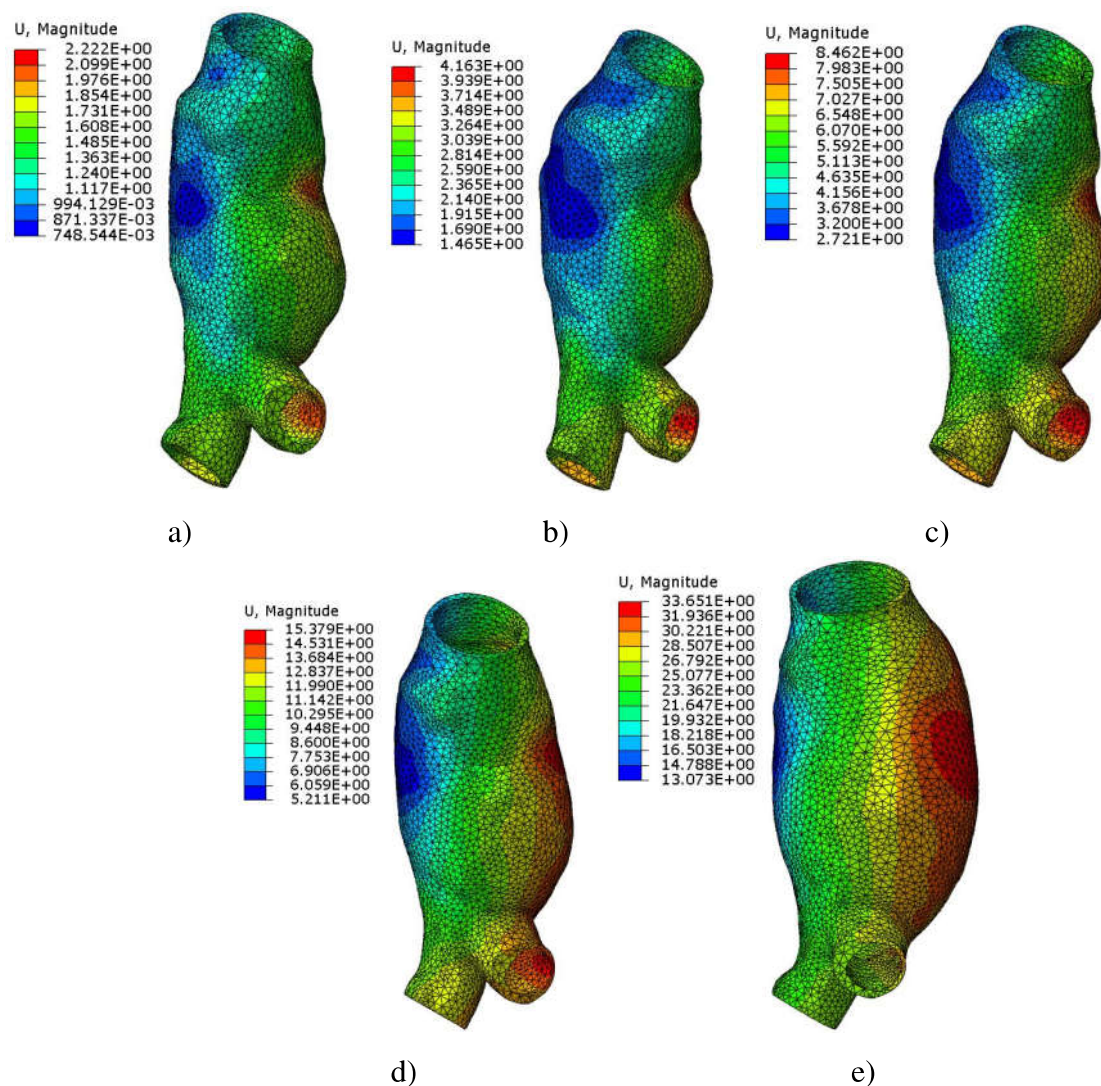 U, Magnitude
2.222E+00
2.099E+00
1.976E+00
1.854E+00
1.731E+00
1.608E+00
1.485E+00
1.363E+00
1.240E+00
1.117E+00
994.129E-03
871.337E-03
748.544E-03
U, Magnitude
4.163E+00
3.939E+00
3.714E+00
3.489E+00
3.264E+00
3.039E+00
2.814E+00
2.590E+00
2.365E+00
2.140E+00
1.915E+00
1.690E+00
1.465E+00
U, Magnitude
8.462E+00
7.983E+00
7.505E+00
7.027E+00
6.548E+00
6.070E+00
5.592E+00
5.113E+00
4.635E+00
4.156E+00
3.678E+00
3.200E+00
2.721E+00
a)
b)
c)
U, Magnitude
15.379E+00
14.531E+00
13.684E+00
12.837E+00
11.990E+00
11.142E+00
10.295E+00
9.448E+00
8.600E+00
7.753E+00
6.906E+00
6.059E+00
5.211E+00
U, Magnitude
33.651E+00
31.936E+00
30.221E+00
28.507E+00
26.792E+00
25.077E+00
23.362E+00
21.647E+00
19.932E+00
18.218E+00
16.503E+00
14.788E+00
13.073E+00
d)
e)